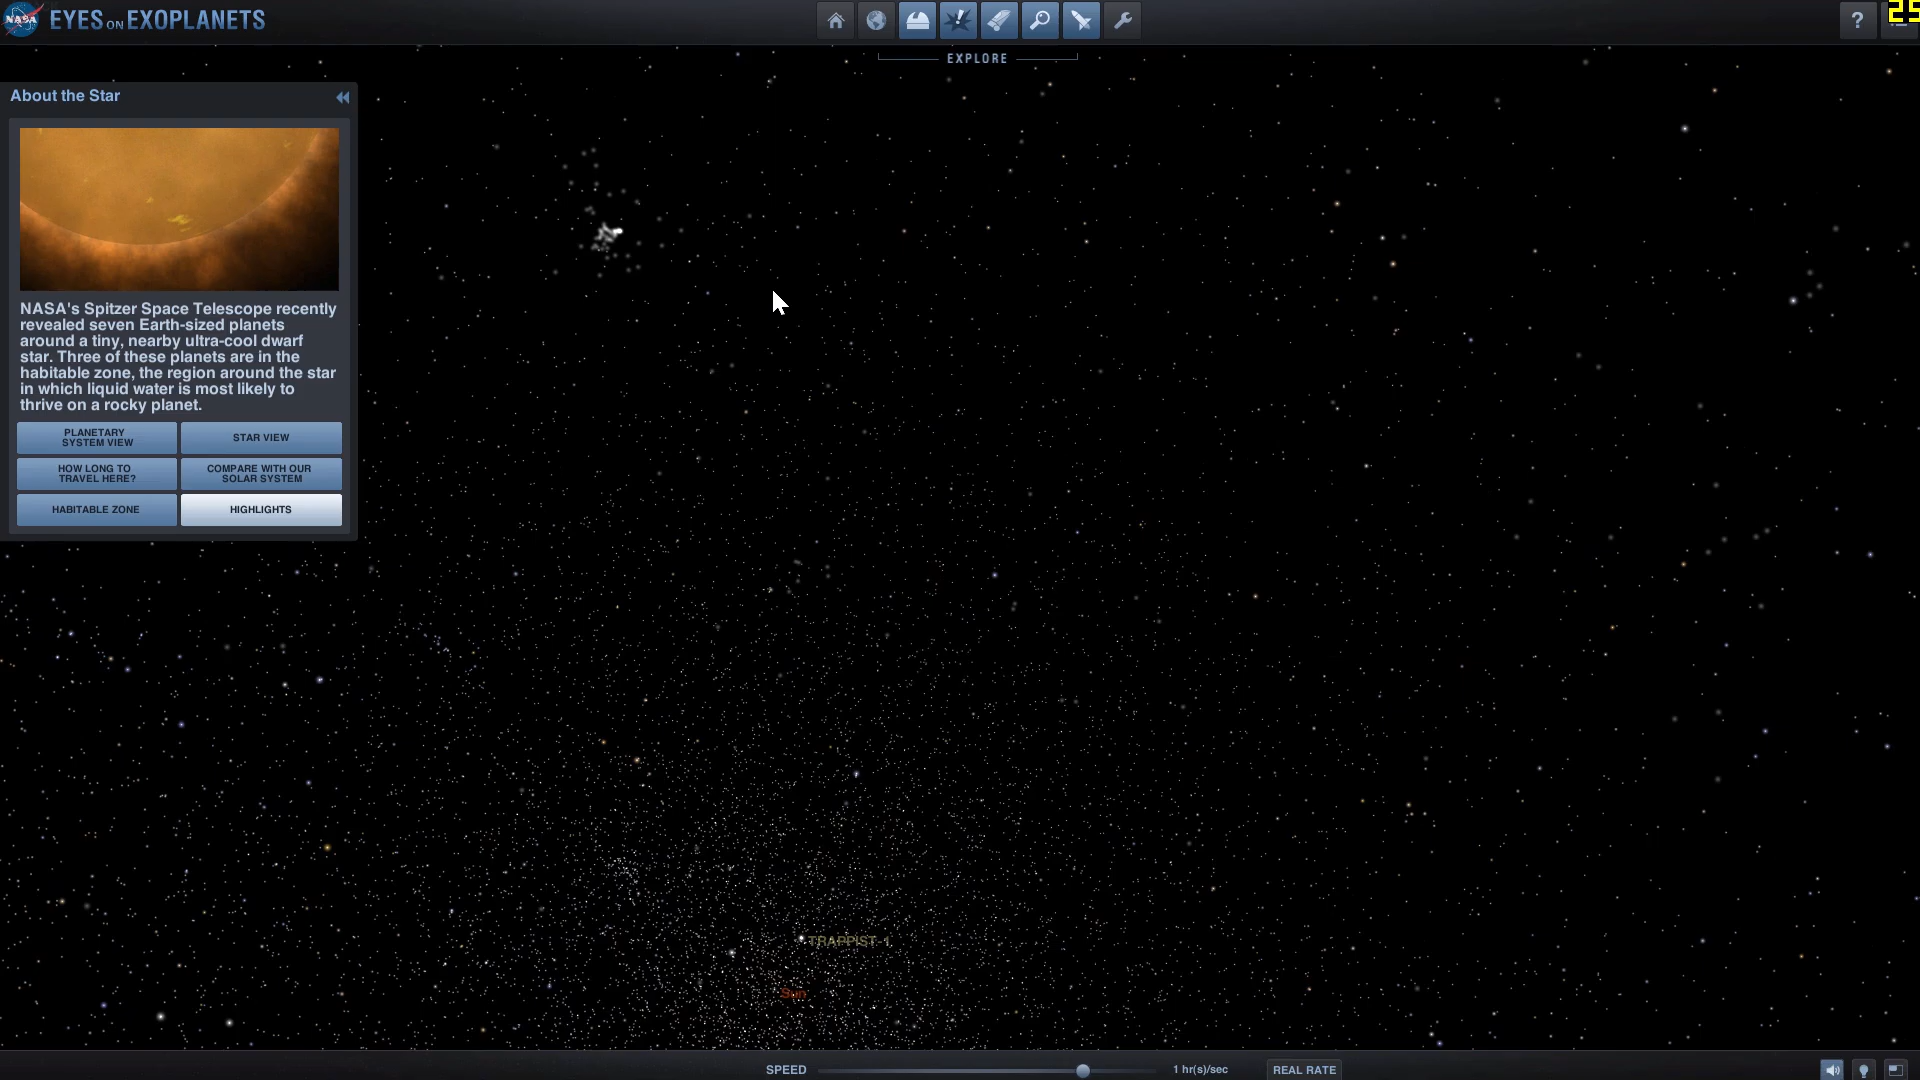 NASA EYES ON EXOPLANETS
?
25
EXPLORE
About the Star
NASA's Spitzer Space Telescope recently
revealed seven Earth-sized planets
around a tiny, nearby ultra-cool dwarf
star. Three of these planets are in the
habitable zone, the region around the star
in which liquid water is most likely to
thrive on a rocky planet.
PLANETARY
SYSTEM VIEW
STAR VIEW
HOW LONG TO
TRAVEL HERE?
COMPARE WITH OUR
SOLAR SYSTEM
HABITABLE ZONE
HIGHLIGHTS
TRAPPIST-1
Sun
SPEED
1 hr(s)/sec
REAL RATE